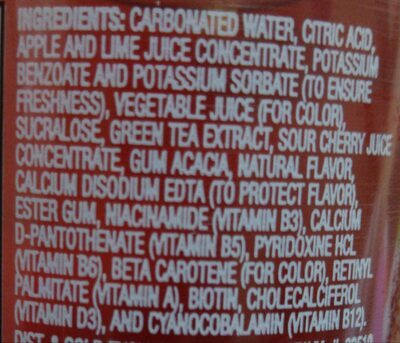 INGREDIENTS: CARBONATED WATER, CITRIC ACID,
APPLE AND LIME JUICE CONCENTRATE, POTASSIUM
BENZOATE AND POTASSIUM SORBATE (TO ENSURE
FRESHNESS), VEGETABLE JUICE (FOR COLOR),
SUCRALOSE, GREEN TEA EXTRACT, SOUR CHERRY JUICE
CONCENTRATE, GUM ACACIA, NATURAL FLAVOR,
CALCIUM DISODIUM EDTA (TO PROTECT FLAVOR),
ESTER GUM, NIACINAMIDE (VITAMIN B3), CALCIUM
D-PANTOTHENATE (VITAMIN B5), PYRIDOXINE HCL
(VITAMIN B6), BETA CAROTENE (FOR COLOR), RETINYL
PALMITATE (VITAMIN A), BIOTIN, CHOLECALCIFEROL
(VITAMIN D3), AND CYANOCOBALAMIN (VITAMIN B12).
DIST. & SOLD